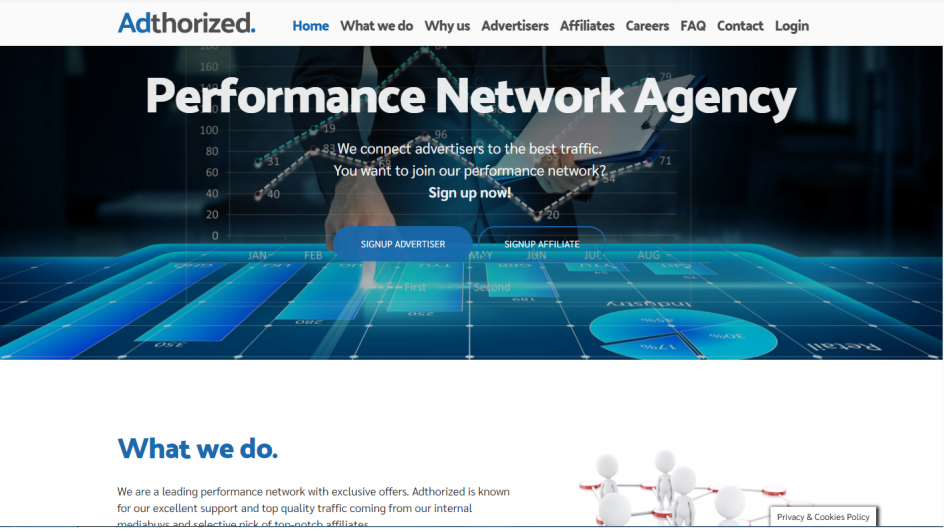 Adthorized.
Home What we do Why us Advertisers Affiliates Careers FAQ Contact Login
Performance Network Agency
We connect advertisers to the best traffic.
You want to join our performance network?
Sign up now!
SIGNUP ADVERTISER SIGNUP AFFILIATE
160
100
80
60
40
20
0
31
40
19
83
96
20
54
79
71
JAN FEB MAY JUN JUL AUG
First Second
350
280
250
189
Industry
45%
30%
17%
Retail
What we do.
We are a leading performance network with exclusive offers. Adthorized is known
for our excellent support and top quality traffic coming from our internal
mediabuys and selective pick of top-notch affiliates.
Privacy & Cookies Policy